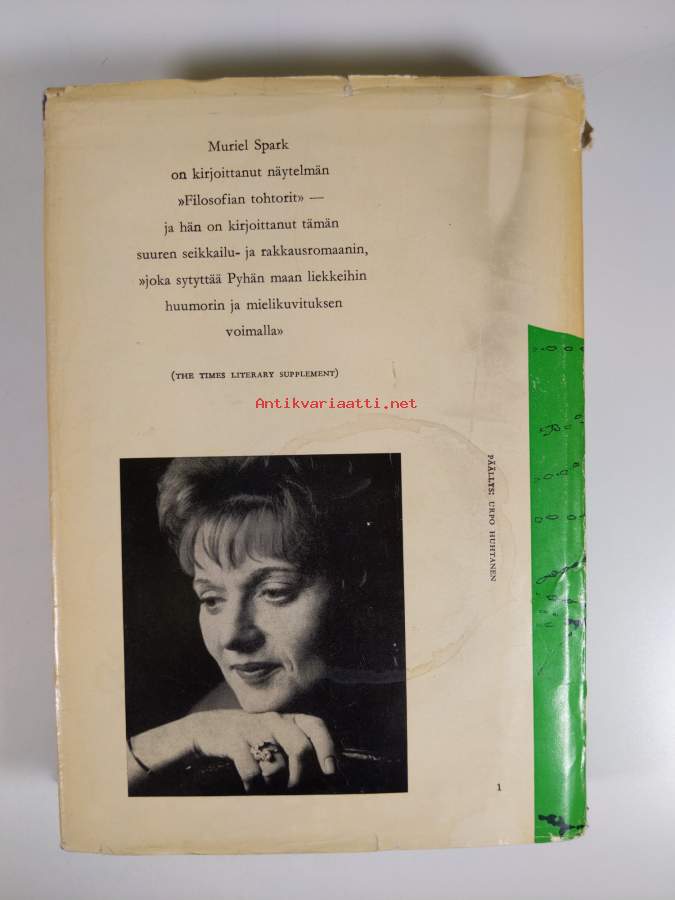 Muriel Spark
on kirjoittanut näytelmän
»Filosofian tohtorit» —
ja hän on kirjoittanut tämän
suuren seikkailu- ja rakkausromaanin,
»joka sytyttää Pyhän maan liekkeihin
huumorin ja mielikuvituksen
voimalla»
(THE TIMES LITERARY SUPPLEMENT)
Antikvariaatti.net
PÄÄLLYS: URPO HUHTANEN
1